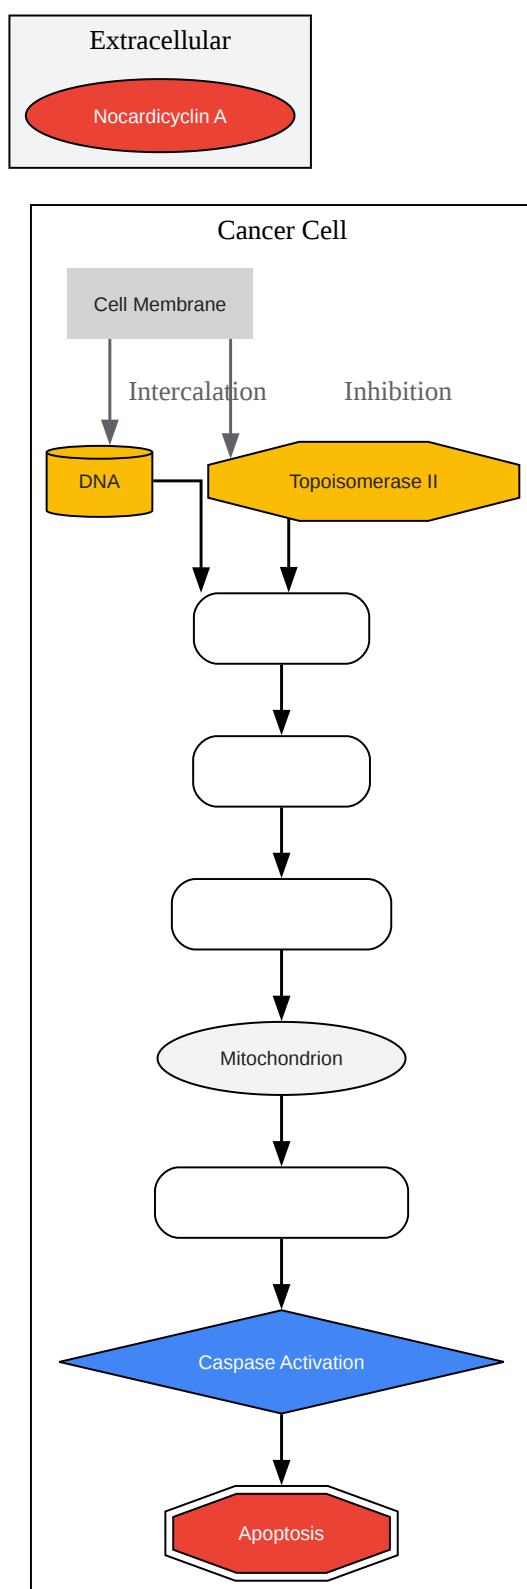 Extracellular
Nocardicyclin A
Cancer Cell
Cell Membrane
Intercalation
Inhibition
DNA
Topoisomerase II
Mitochondrion
Caspase Activation
Apoptosis